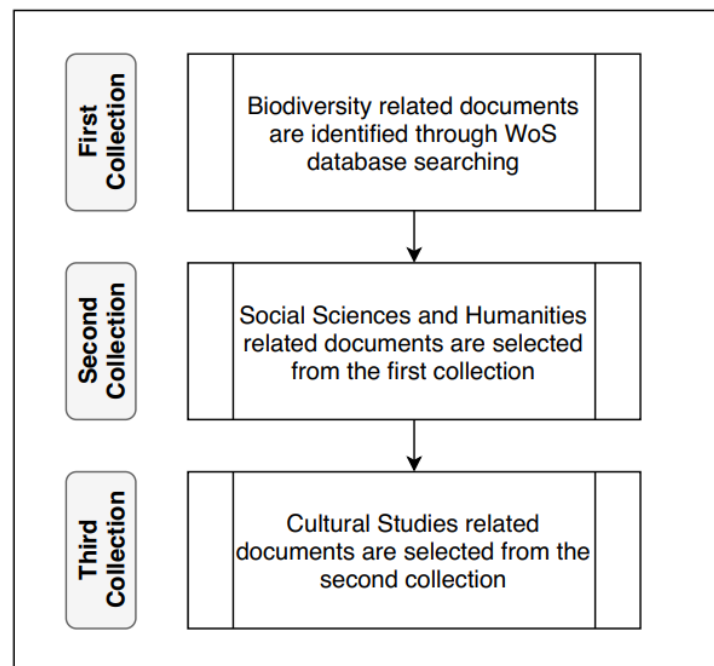 First
Collection
Biodiversity related documents
are identified through WoS
database searching
Second
Collection
Social Sciences and Humanities
related documents are selected
from the first collection
Third
Collection
Cultural Studies related
documents are selected from the
second collection